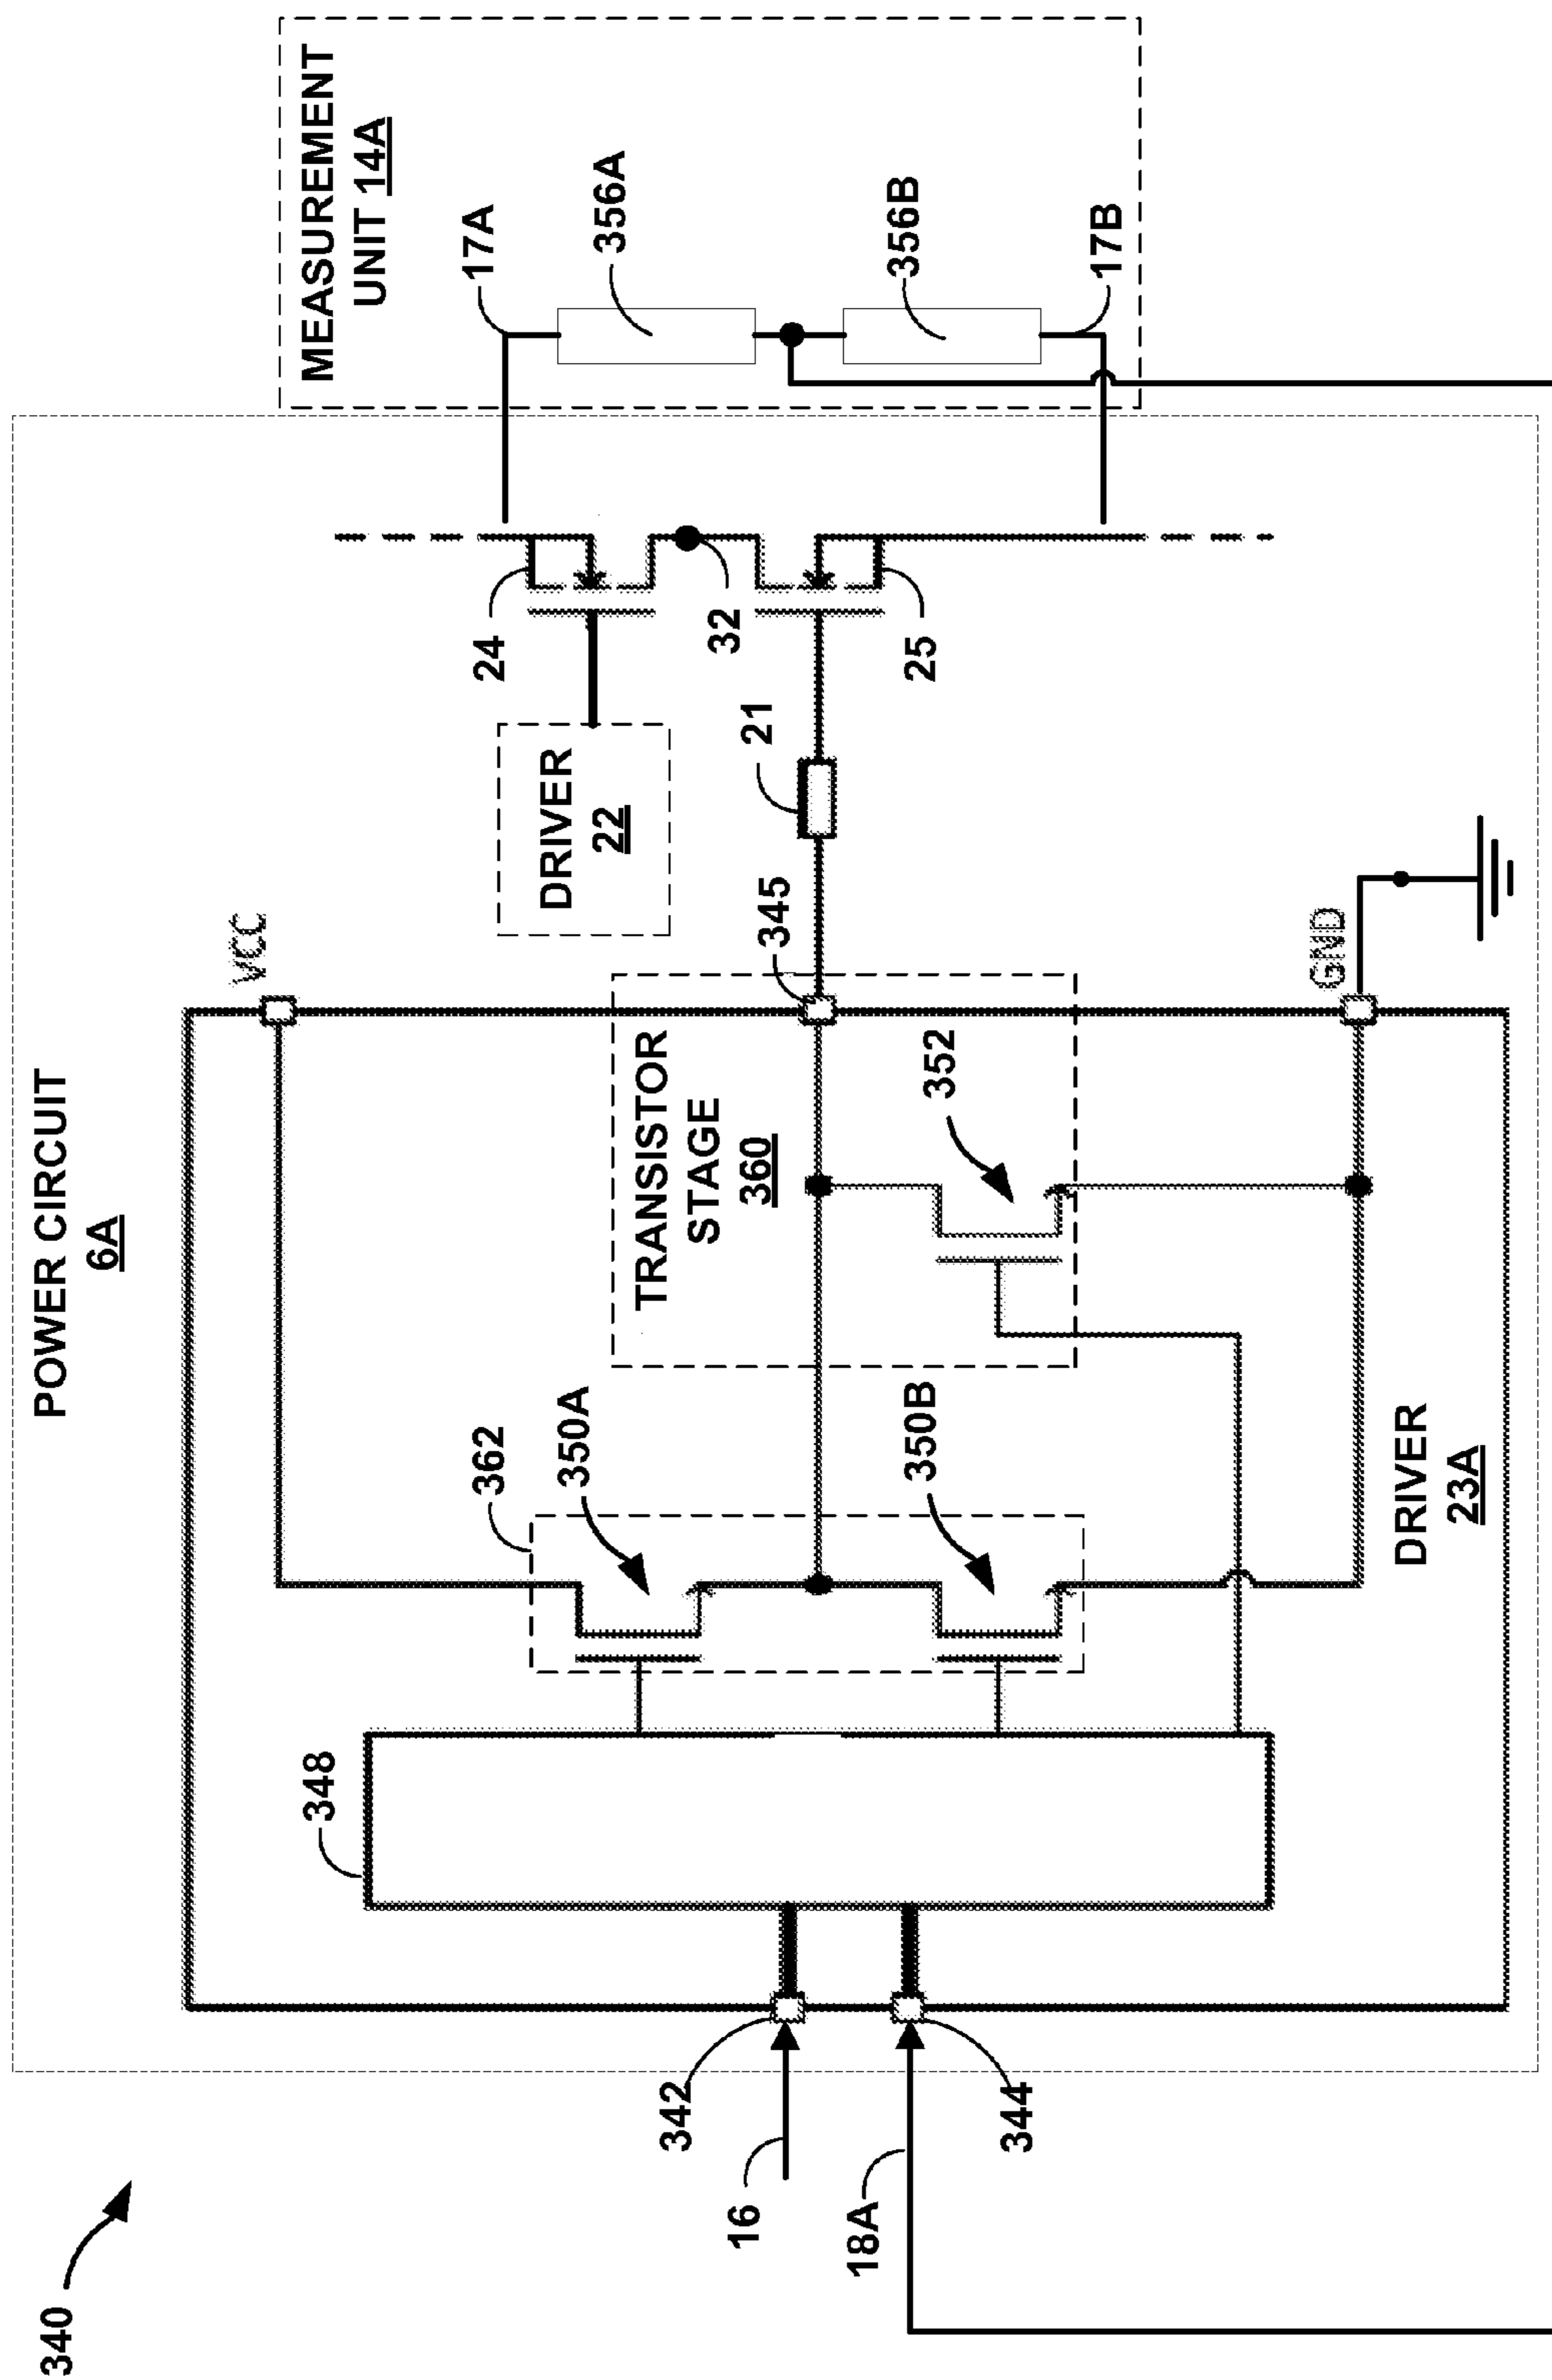 340
POWER CIRCUIT
6A
MEASUREMENT
UNIT 14A
VCC
17A
356A
356B
17B
24
32
25
DRIVER
22
21
345
GND
TRANSISTOR
STAGE
360
352
362
350A
350B
348
DRIVER
23A
342
344
16
18A